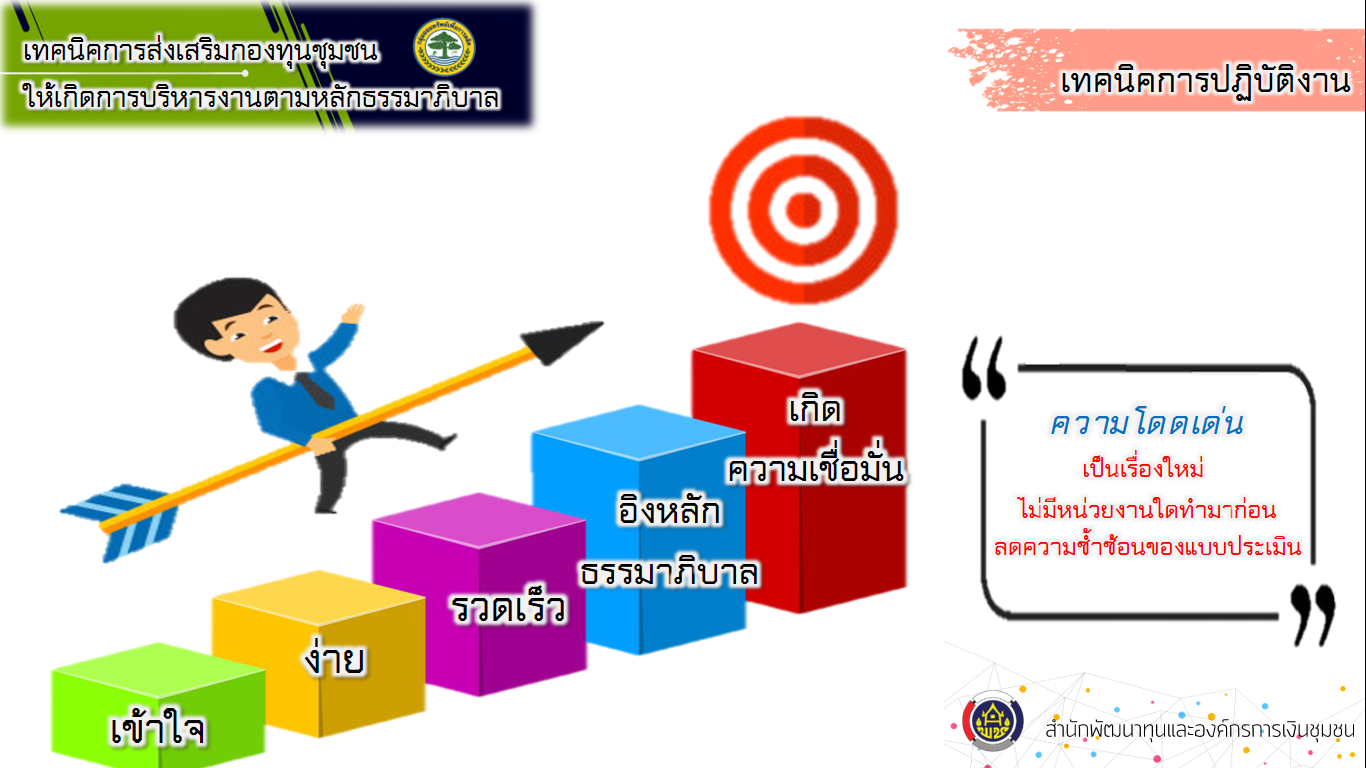 เทคนิคการส่งเสริมกองทุนชุมชน
ให้เกิดการบริหารงานตามหลักธรรมาภิบาล
เทคนิคการปฏิบัติงาน
เข้าใจ
ง่าย
รวดเร็ว
อิงหลัก
ธรรมาภิบาล
เกิด
ความเชื่อมั่น
“
ความโดดเด่น
เป็นเรื่องใหม่
ไม่มีหน่วยงานใดทำมาก่อน
ลดความซ้ำซ้อนของแบบประเมิน
”
สำนักพัฒนาทุนและองค์กรการเงินชุมชน